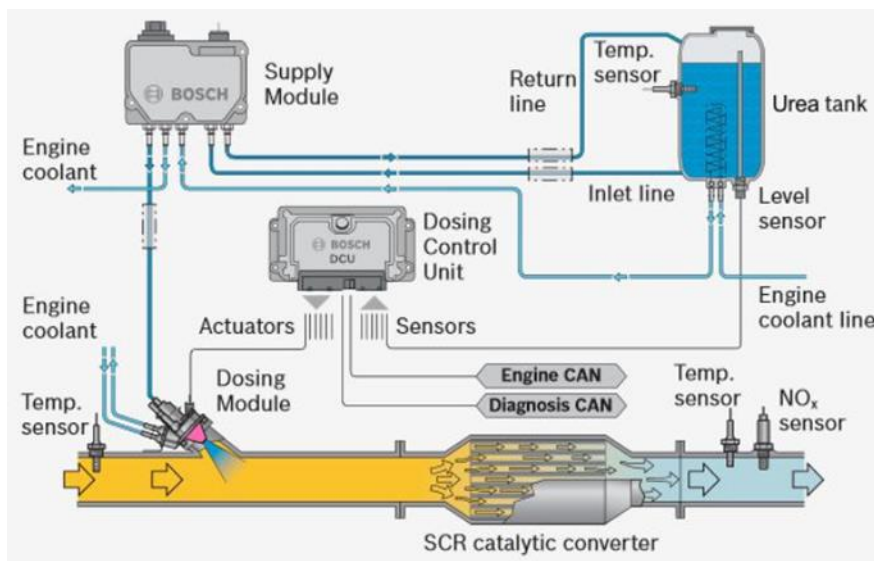 BOSCH
Supply
Module
Temp.
sensor
Return
line
Urea tank
Engine
coolant
Inlet line
Level
sensor
BOSCH
DCU
Dosing
Control
Unit
Engine
coolant line
Engine
coolant
Actuators
Sensors
Dosing
Module
Engine CAN
Diagnosis CAN
Temp.
sensor
Temp.
sensor
NOₓ
sensor
SCR catalytic converter